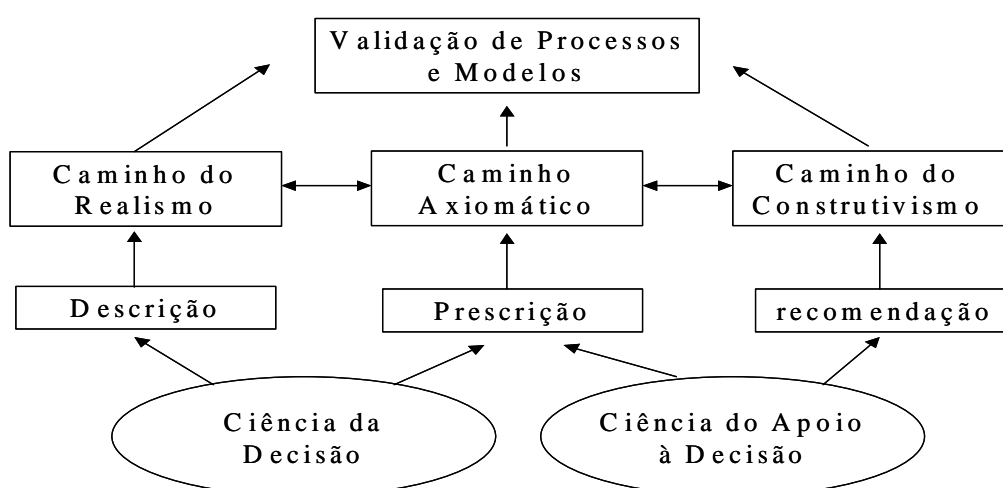 Validação de Processos
e Modelos
Caminho do
Realismo
Caminho
Axiomático
Caminho do
Construtivismo
Descrição
Prescrição
recomendação
Ciência da
Decisão
Ciência do Apoio
à Decisão